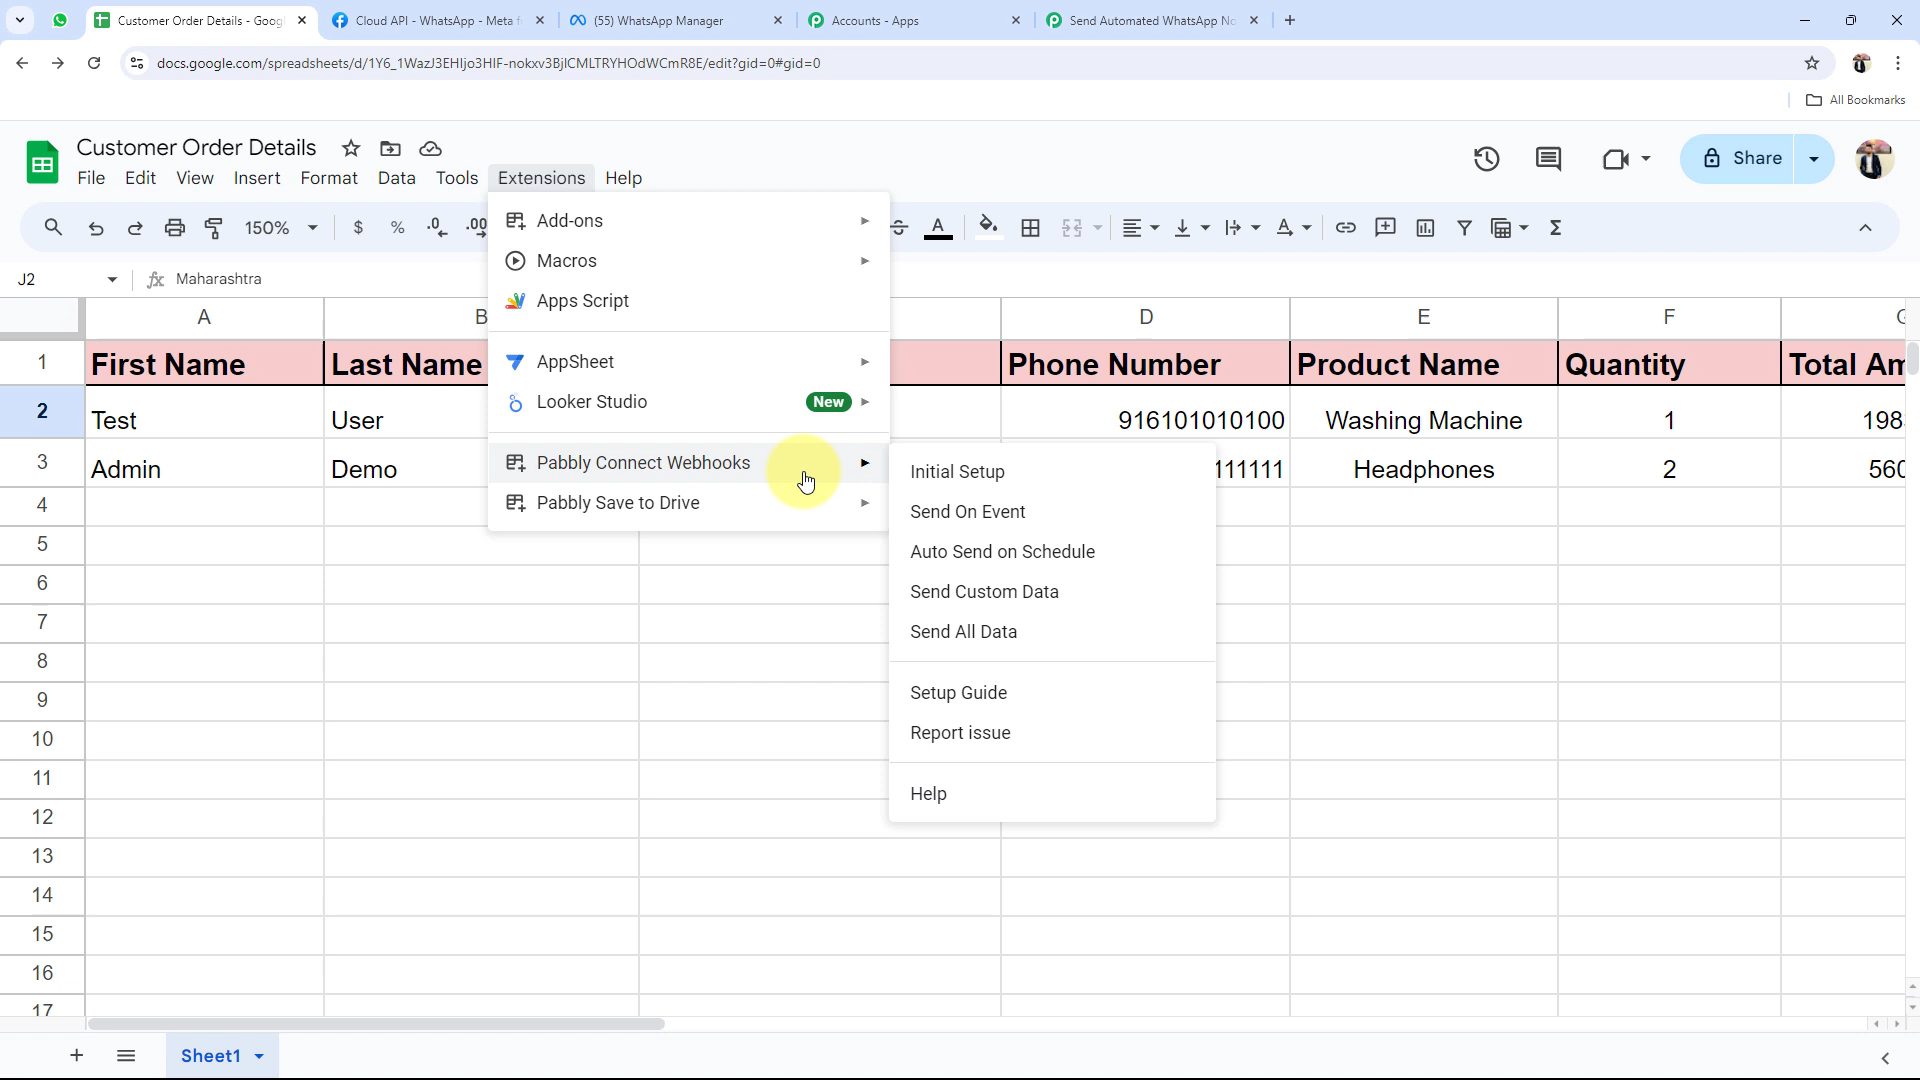 Customer Order Details - Goog
Cloud API - WhatsApp - Meta f
(55) WhatsApp Manager
Accounts - Apps
Send Automated WhatsApp No
docs.google.com/spreadsheets/d/1Y6_1WazJ3EHIjo3HIF-nokxv3BjlCMLTRYHOdWCmR8E/edit?gid=0#gid=0
All Bookmarks
Customer Order Details
File Edit View Insert Format Data Tools Extensions Help
Share
150% $ % .0 .00 A A
J2 fx Maharashtra
A B D E F
1 First Name Last Name Phone Number Product Name Quantity Total Am
2 Test User 916101010100 Washing Machine 1 198
3 Admin Demo 111111 Headphones 2 560
4
5
6
7
8
9
10
11
12
13
14
15
16
17
Add-ons
Macros
Apps Script
AppSheet
Looker Studio New
Pabbly Connect Webhooks
Pabbly Save to Drive
Initial Setup
Send On Event
Auto Send on Schedule
Send Custom Data
Send All Data
Setup Guide
Report issue
Help
Sheet1